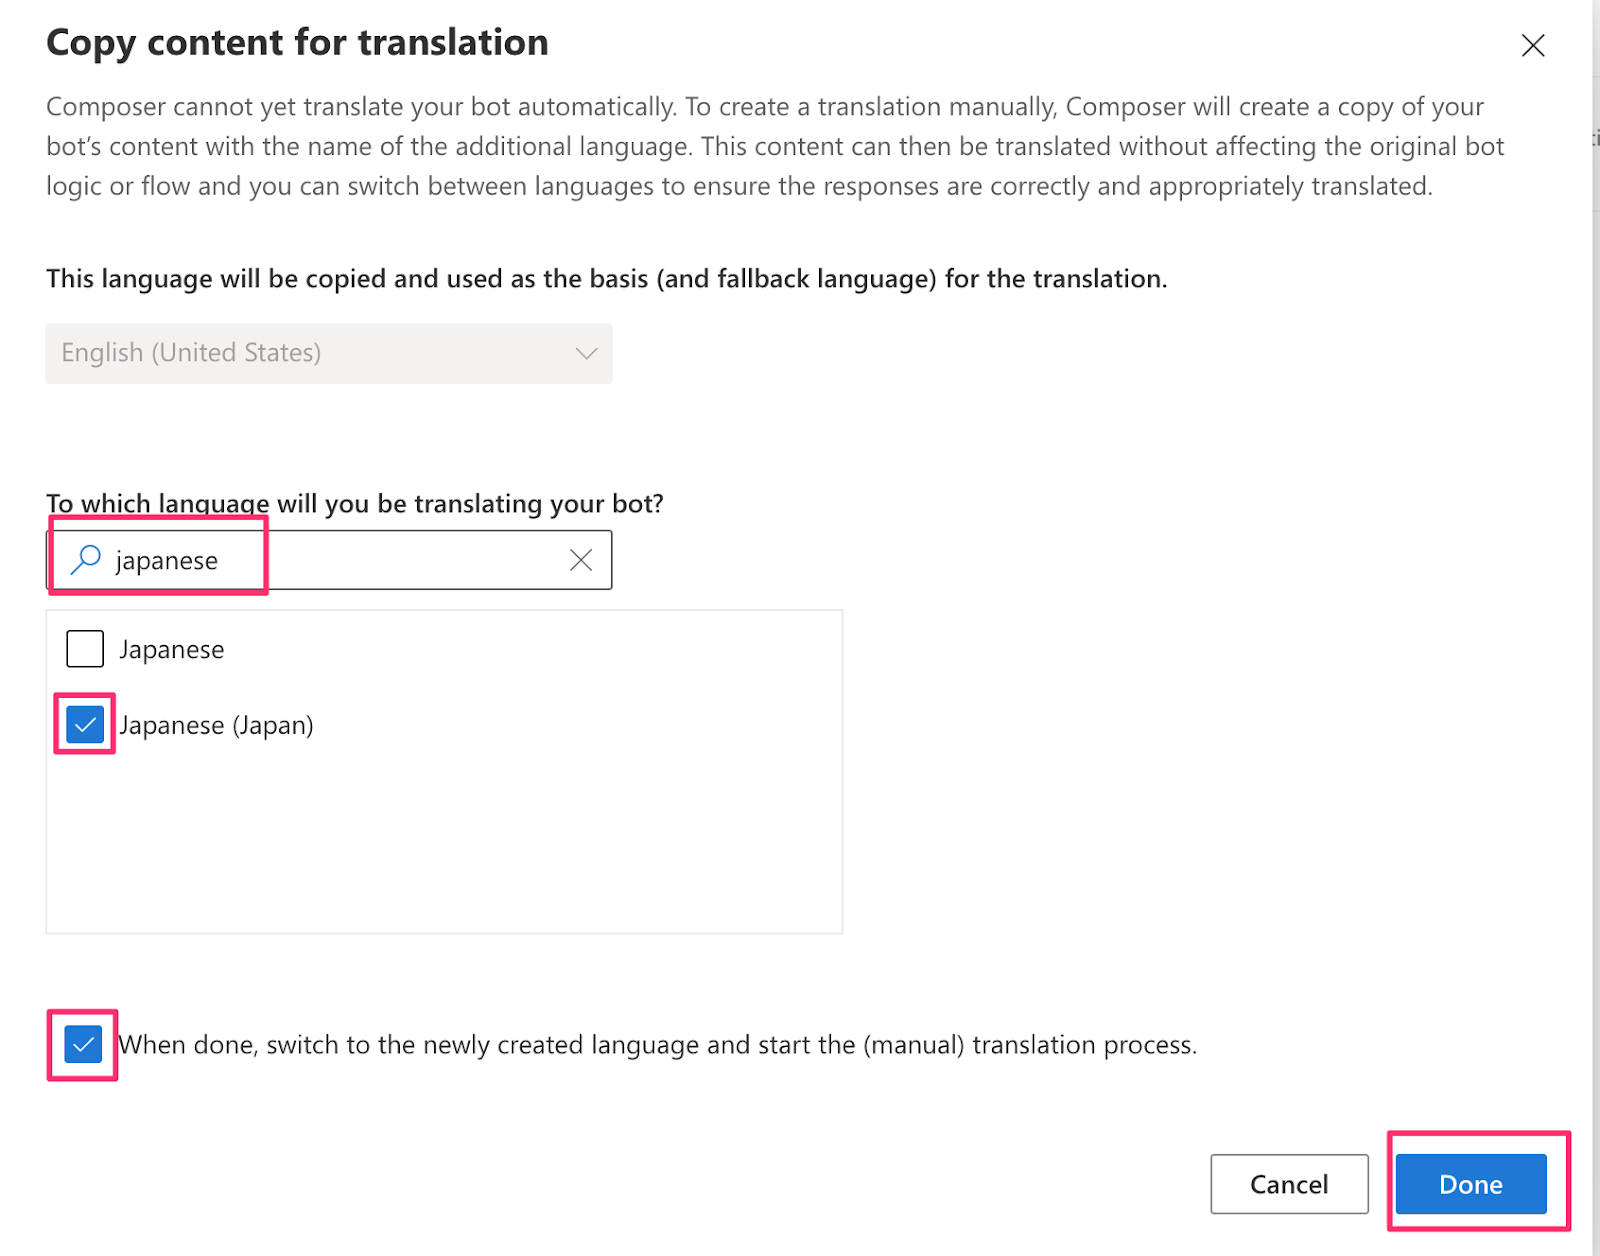 Copy content for translation
Composer cannot yet translate your bot automatically. To create a translation manually, Composer will create a copy of your
bot’s content with the name of the additional language. This content can then be translated without affecting the original bot
logic or flow and you can switch between languages to ensure the responses are correctly and appropriately translated.
This language will be copied and used as the basis (and fallback language) for the translation.
English (United States)
To which language will you be translating your bot?
japanese
Japanese
Japanese (Japan)
When done, switch to the newly created language and start the (manual) translation process.
Cancel
Done